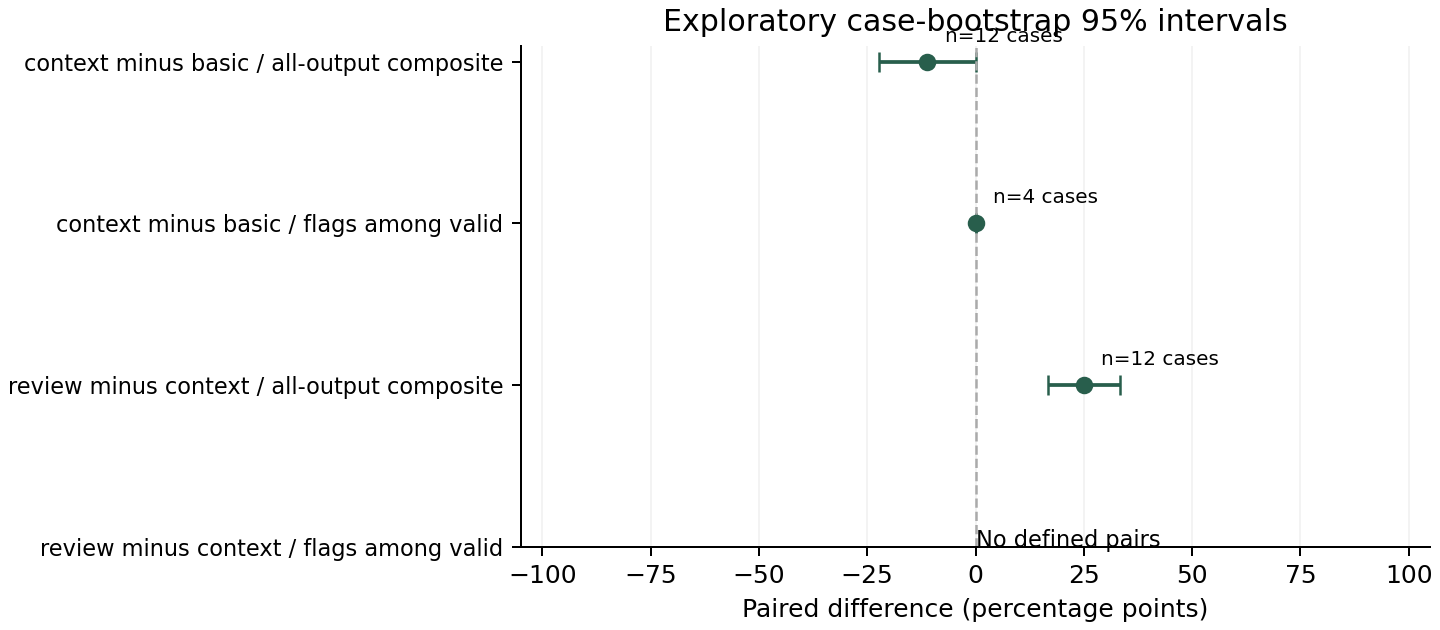 Exploratory case-bootstrap 95% intervals
n=12 cases
context minus basic / all-output composite
n=4 cases
context minus basic / flags among valid
n=12 cases
review minus context / all-output composite
No defined pairs
review minus context / flags among valid
−100 −75 −50 −25 0 25 50 75 100
Paired difference (percentage points)